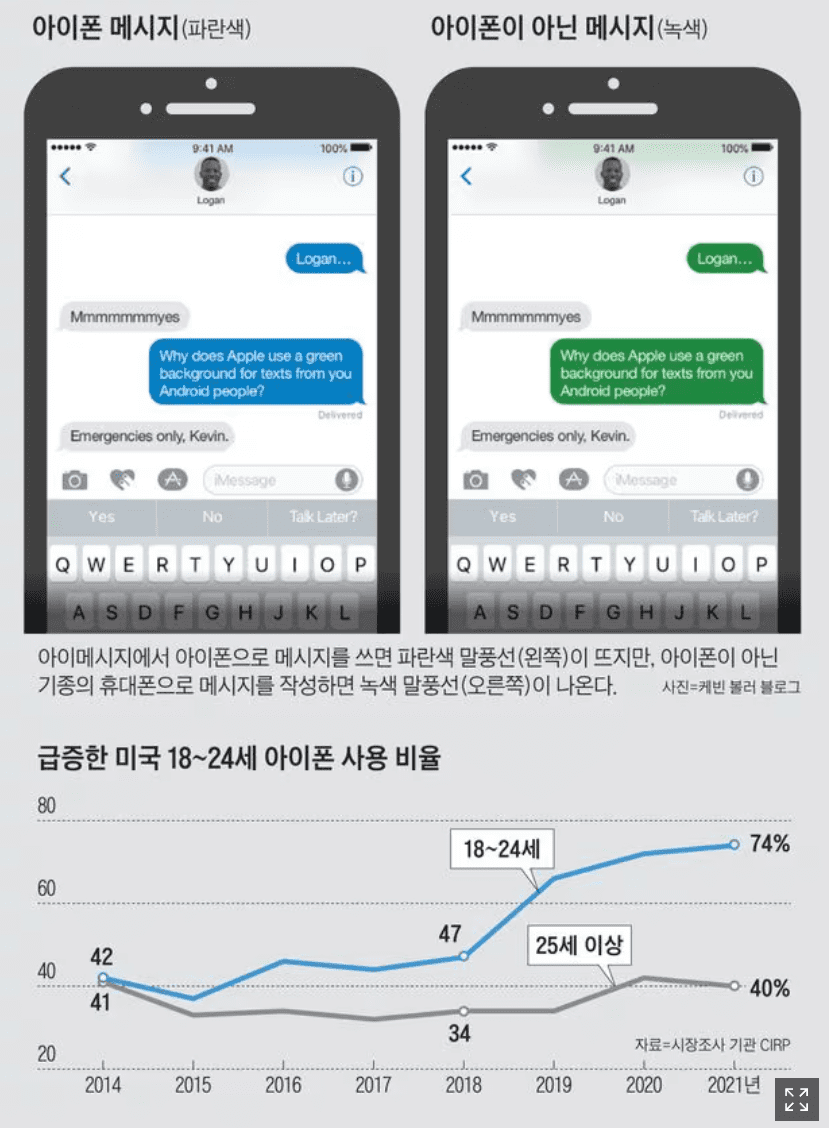 아이폰 메시지(파란색)
아이폰이 아닌 메시지(녹색)
9:41 AM 100%
Logan
Logan...
Mmmmmmmyes
Why does Apple use a green
background for texts from you
Android people?
Delivered
Emergencies only, Kevin.
iMessage
Yes No Talk Later?
Q W E R T Y U I O P
A S D F G H J K L
9:41 AM 100%
Logan
Logan...
Mmmmmmmyes
Why does Apple use a green
background for texts from you
Android people?
Delivered
Emergencies only, Kevin.
iMessage
Yes No Talk Later?
Q W E R T Y U I O P
A S D F G H J K L
아이메시지에서 아이폰으로 메시지를 쓰면 파란색 말풍선(왼쪽)이 뜨지만, 아이폰이 아닌
기종의 휴대폰으로 메시지를 작성하면 녹색 말풍선(오른쪽)이 나온다. 사진=케빈 볼러 블로그
급증한 미국 18~24세 아이폰 사용 비율
80
18~24세
74%
60
47
25세 이상
42
40
41
40%
34
자료=시장조사 기관 CIRP
20
2014 2015 2016 2017 2018 2019 2020 2021년